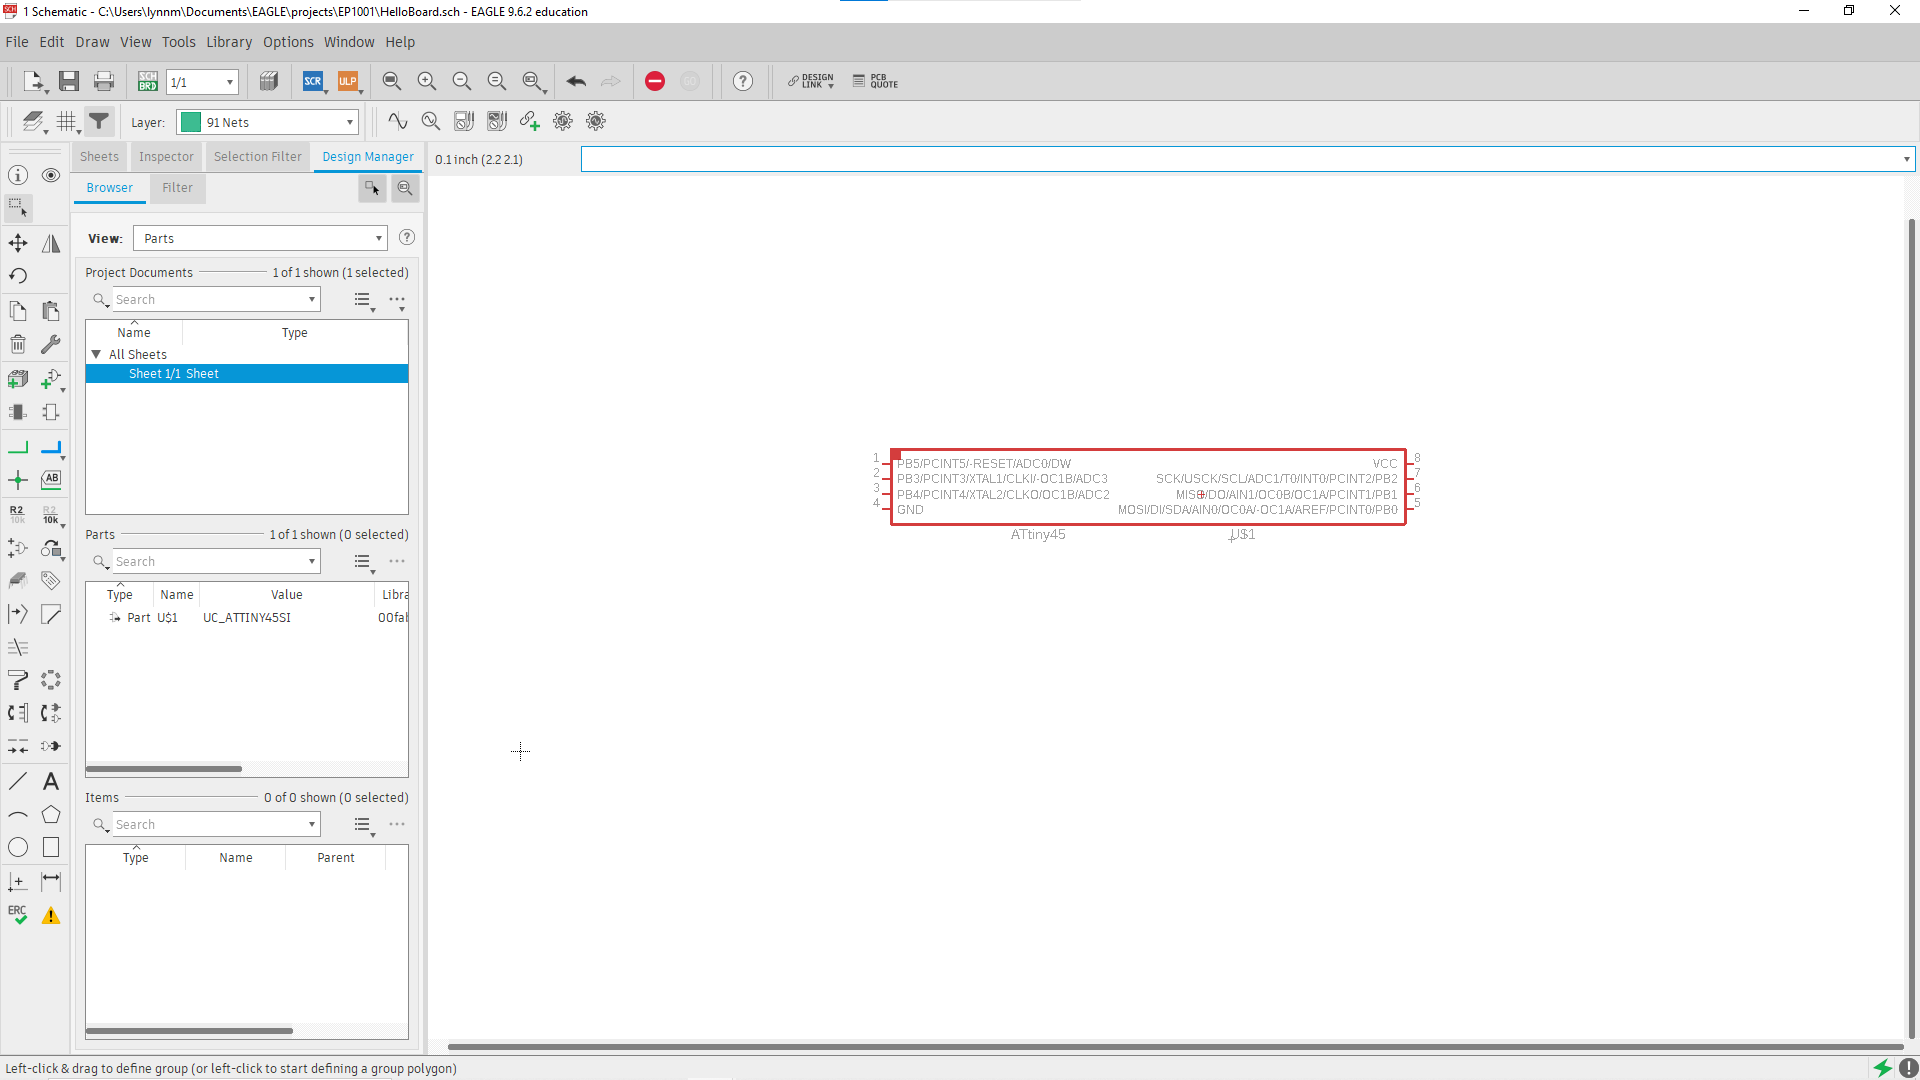 1 Schematic - C:\Users\lynnm\Documents\EAGLE\projects\EP1001\HelloBoard.sch - EAGLE 9.6.2 education
File Edit Draw View Tools Library Options Window Help
SCH BRD 1/1 SCR ULP GO DESIGN LINK PCB QUOTE
Layer: 91 Nets
Sheets Inspector Selection Filter Design Manager
0.1 inch (2.2 2.1)
Browser Filter
View: Parts
Project Documents 1 of 1 shown (1 selected)
Search
Name Type
All Sheets
Sheet 1/1 Sheet
R2 10k R2 10k
Parts 1 of 1 shown (0 selected)
Search
Type Name Value Libra
Part U$1 UC_ATTINY45SI 00fab
Items 0 of 0 shown (0 selected)
Search
Type Name Parent
ERC
1 PB5/PCINT5/-RESET/ADC0/DW VCC 8
2 PB3/PCINT3/XTAL1/CLKI/-OC1B/ADC3 SCK/USCK/SCL/ADC1/T0/INT0/PCINT2/PB2 7
3 PB4/PCINT4/XTAL2/CLKO/OC1B/ADC2 MISO/DO/AIN1/OC0B/OC1A/PCINT1/PB1 6
4 GND MOSI/DI/SDA/AIN0/OC0A/-OC1A/AREF/PCINT0/PB0 5
ATtiny45 U$1
Left-click & drag to define group (or left-click to start defining a group polygon)